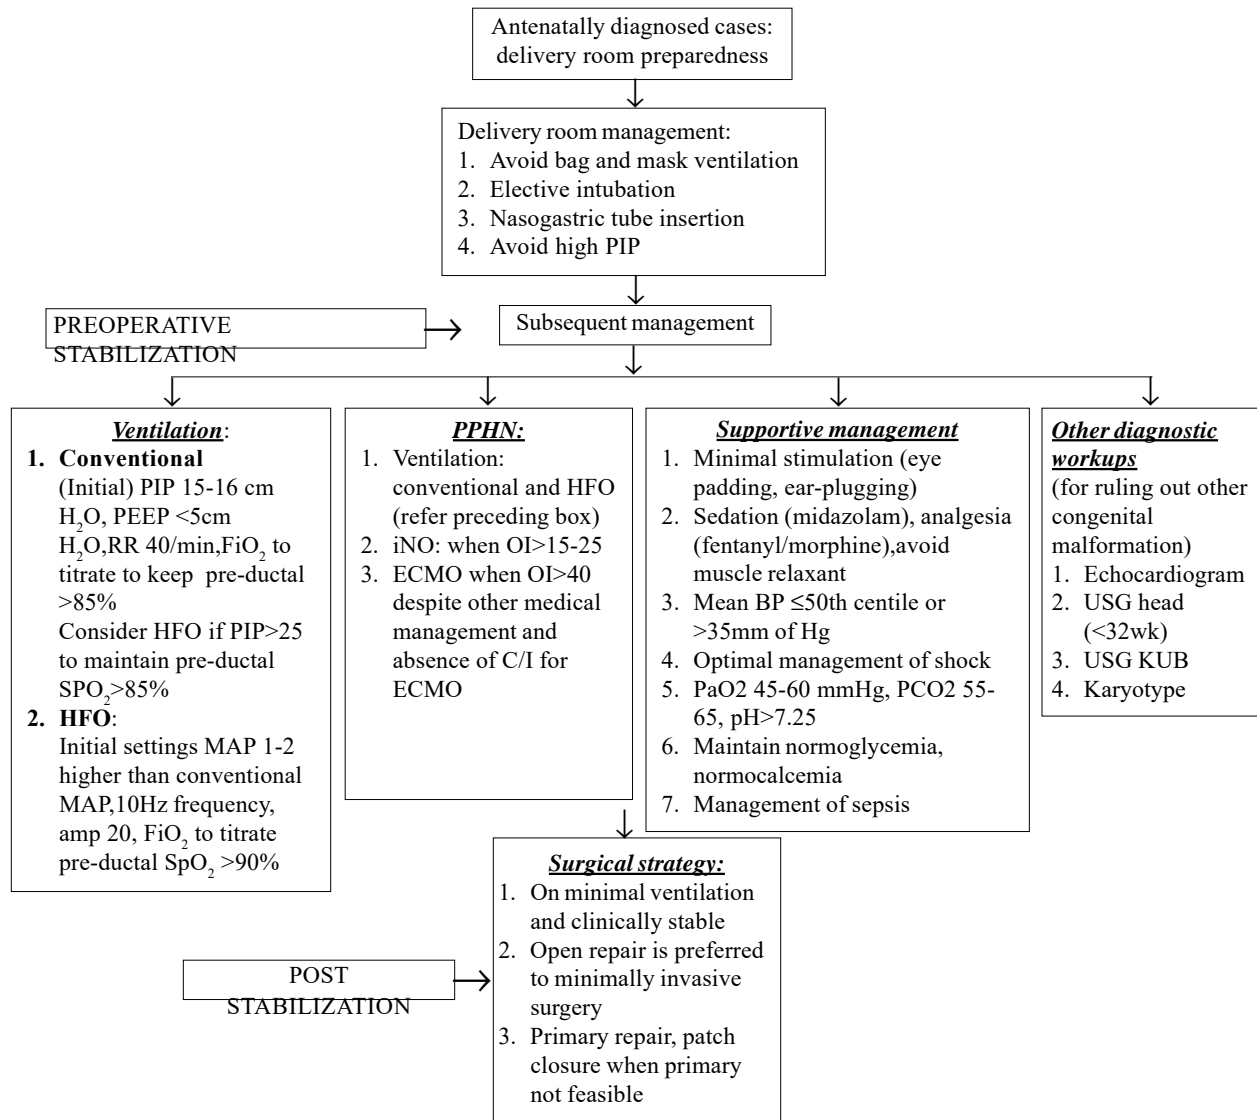 Antenatally diagnosed cases:
delivery room preparedness
Delivery room management:
1. Avoid bag and mask ventilation
2. Elective intubation
3. Nasogastric tube insertion
4. Avoid high PIP
PREOPERATIVE
STABILIZATION
Subsequent management
Ventilation:
1. Conventional
(Initial) PIP 15-16 cm
H₂O, PEEP <5cm
H₂O,RR 40/min,FiO₂ to
titrate to keep pre-ductal
>85%
Consider HFO if PIP>25
to maintain pre-ductal
SPO₂>85%
2. HFO:
Initial settings MAP 1-2
higher than conventional
MAP,10Hz frequency,
amp 20, FiO₂ to titrate
pre-ductal SpO₂ >90%
PPHN:
1. Ventilation:
conventional and HFO
(refer preceding box)
2. iNO: when OI>15-25
3. ECMO when OI>40
despite other medical
management and
absence of C/I for
ECMO
Supportive management
1. Minimal stimulation (eye
padding, ear-plugging)
2. Sedation (midazolam), analgesia
(fentanyl/morphine),avoid
muscle relaxant
3. Mean BP ≤50th centile or
>35mm of Hg
4. Optimal management of shock
5. PaO2 45-60 mmHg, PCO2 55-
65, pH>7.25
6. Maintain normoglycemia,
normocalcemia
7. Management of sepsis
Other diagnostic
workups
(for ruling out other
congenital
malformation)
1. Echocardiogram
2. USG head
(<32wk)
3. USG KUB
4. Karyotype
POST
STABILIZATION
Surgical strategy:
1. On minimal ventilation
and clinically stable
2. Open repair is preferred
to minimally invasive
surgery
3. Primary repair, patch
closure when primary
not feasible